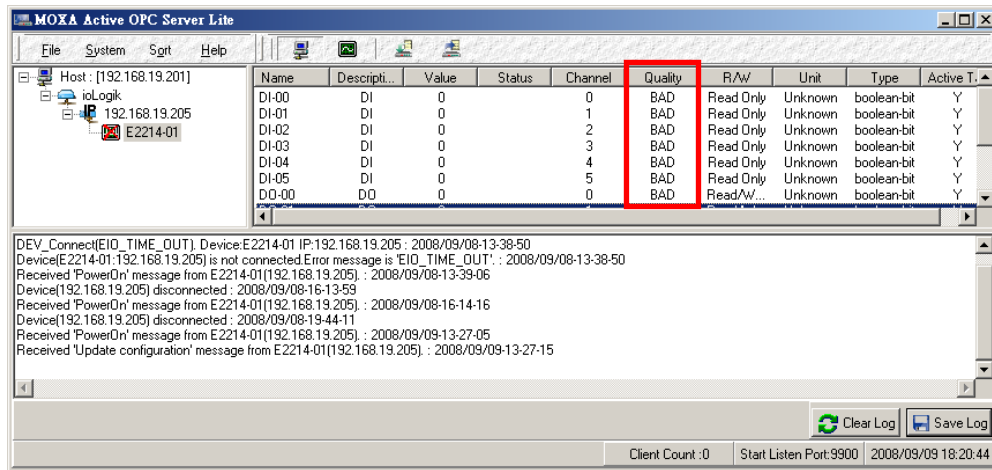 MOXA Active OPC Server Lite
File System Sort Help
Host : [192.168.19.201]
ioLogik
192.168.19.205
E2214-01
Name Descripti... Value Status Channel Quality R/W Unit Type Active T.
DI-00 DI 0 0 BAD Read Only Unknown boolean-bit Y
DI-01 DI 0 1 BAD Read Only Unknown boolean-bit Y
DI-02 DI 0 2 BAD Read Only Unknown boolean-bit Y
DI-03 DI 0 3 BAD Read Only Unknown boolean-bit Y
DI-04 DI 0 4 BAD Read Only Unknown boolean-bit Y
DI-05 DI 0 5 BAD Read Only Unknown boolean-bit Y
DO-00 DO 0 0 BAD Read/W... Unknown boolean-bit Y
DEV_Connect(EIO_TIME_OUT). Device:E2214-01 IP:192.168.19.205 : 2008/09/08-13-38-50
Device(E2214-01:192.168.19.205) is not connected.Error message is 'EIO_TIME_OUT'. : 2008/09/08-13-38-50
Received 'PowerOn' message from E2214-01(192.168.19.205). : 2008/09/08-13-39-06
Device(192.168.19.205) disconnected : 2008/09/08-16-13-59
Received 'PowerOn' message from E2214-01(192.168.19.205). : 2008/09/08-16-14-16
Device(192.168.19.205) disconnected : 2008/09/08-19-44-11
Received 'PowerOn' message from E2214-01(192.168.19.205). : 2008/09/09-13-27-05
Received 'Update configuration' message from E2214-01(192.168.19.205). : 2008/09/09-13-27-15
Clear Log Save Log
Client Count :0 Start Listen Port:9900 2008/09/09 18:20:44